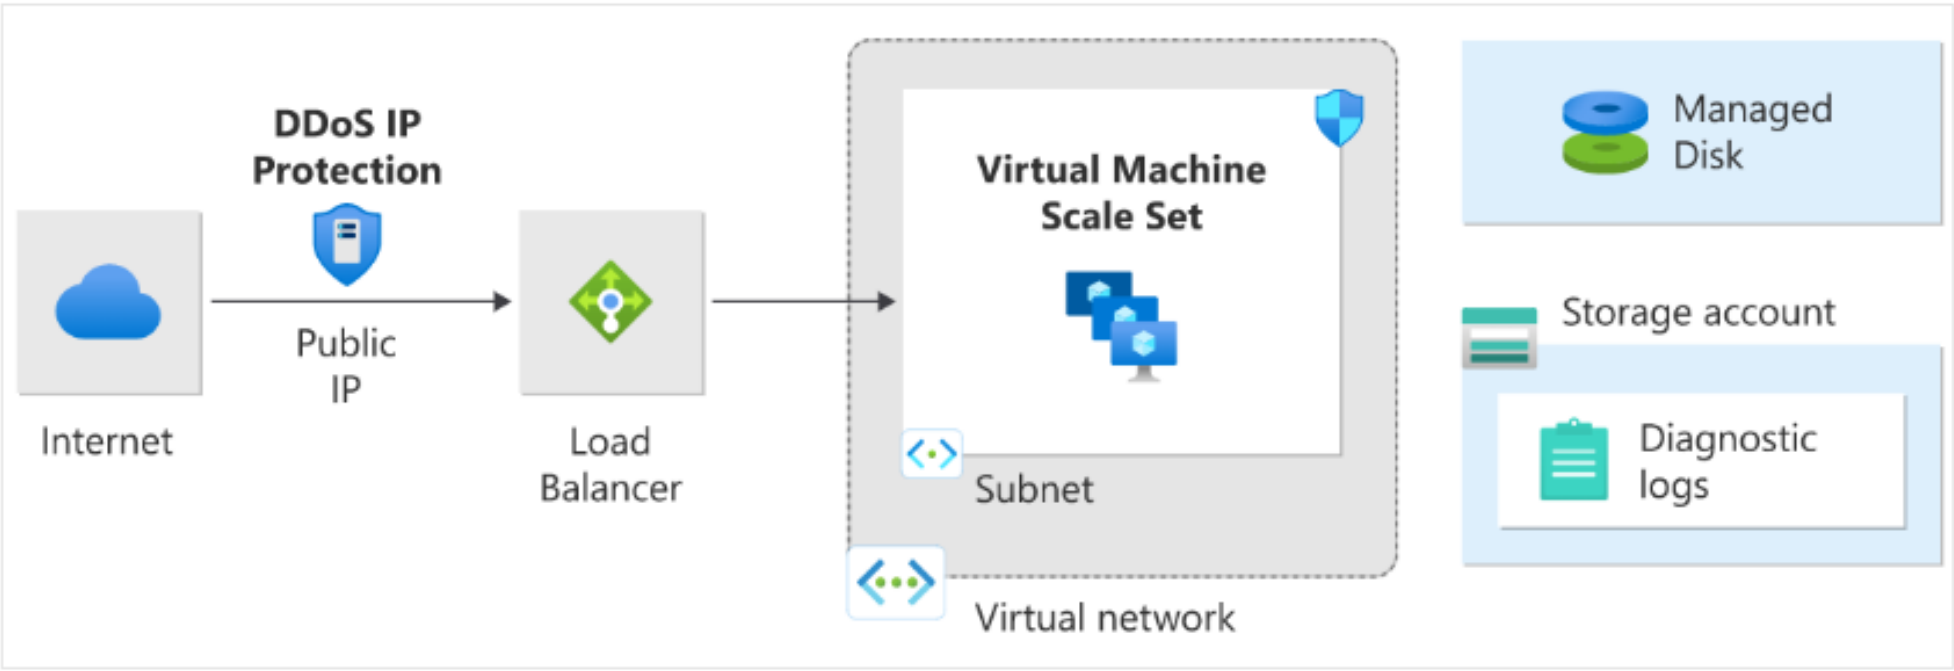 DDoS IP
Protection
Public
IP
Internet
Load
Balancer
Virtual Machine
Scale Set
Subnet
Virtual network
Managed
Disk
Storage account
Diagnostic
logs